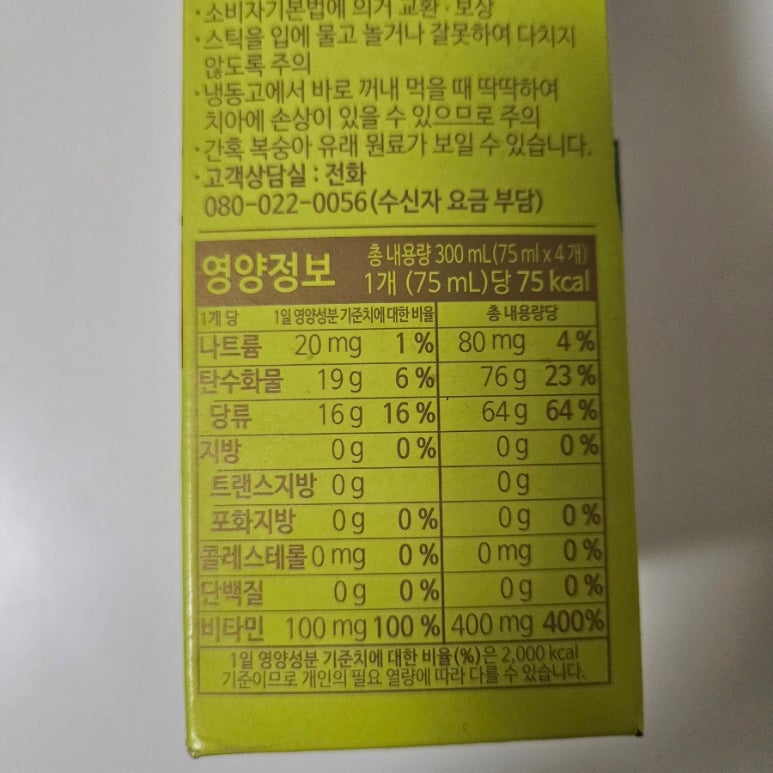 ·소비자기본법에 의거 교환·보상
·스틱을 입에 물고 놀거나 잘못하여 다치지
않도록 주의
·냉동고에서 바로 꺼내 먹을 때 딱딱하여
치아에 손상이 있을 수 있으므로 주의
·간혹 복숭아 유래 원료가 보일 수 있습니다.
·고객상담실 : 전화
080-022-0056(수신자 요금 부담)
영양정보 총 내용량 300 mL(75 ml x 4개)
1개 (75 mL)당 75 kcal
1개 당 1일 영양성분 기준치에 대한 비율 총 내용량당
나트륨 20 mg 1 % 80 mg 4 %
탄수화물 19 g 6 % 76 g 23 %
당류 16 g 16 % 64 g 64 %
지방 0 g 0 % 0 g 0 %
트랜스지방 0 g 0 g
포화지방 0 g 0 % 0 g 0 %
콜레스테롤 0 mg 0 % 0 mg 0 %
단백질 0 g 0 % 0 g 0 %
비타민 100 mg 100 % 400 mg 400%
1일 영양성분 기준치에 대한 비율(%)은 2,000 kcal
기준이므로 개인의 필요 열량에 따라 다를 수 있습니다.